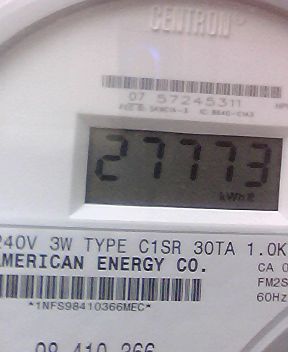 CENTRON®
07 57245311
27773
kWh
240V 3W TYPE C1SR 30TA 1.0K
AMERICAN ENERGY CO.
CA 0
FM2S
60Hz
*1NFS98410366MEC*
98 410 366